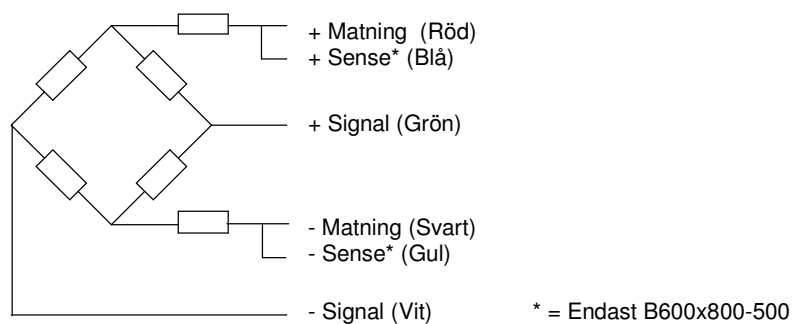 + Matning (Röd)
+ Sense* (Blå)
+ Signal (Grön)
- Matning (Svart)
- Sense* (Gul)
- Signal (Vit)
* = Endast B600x800-500